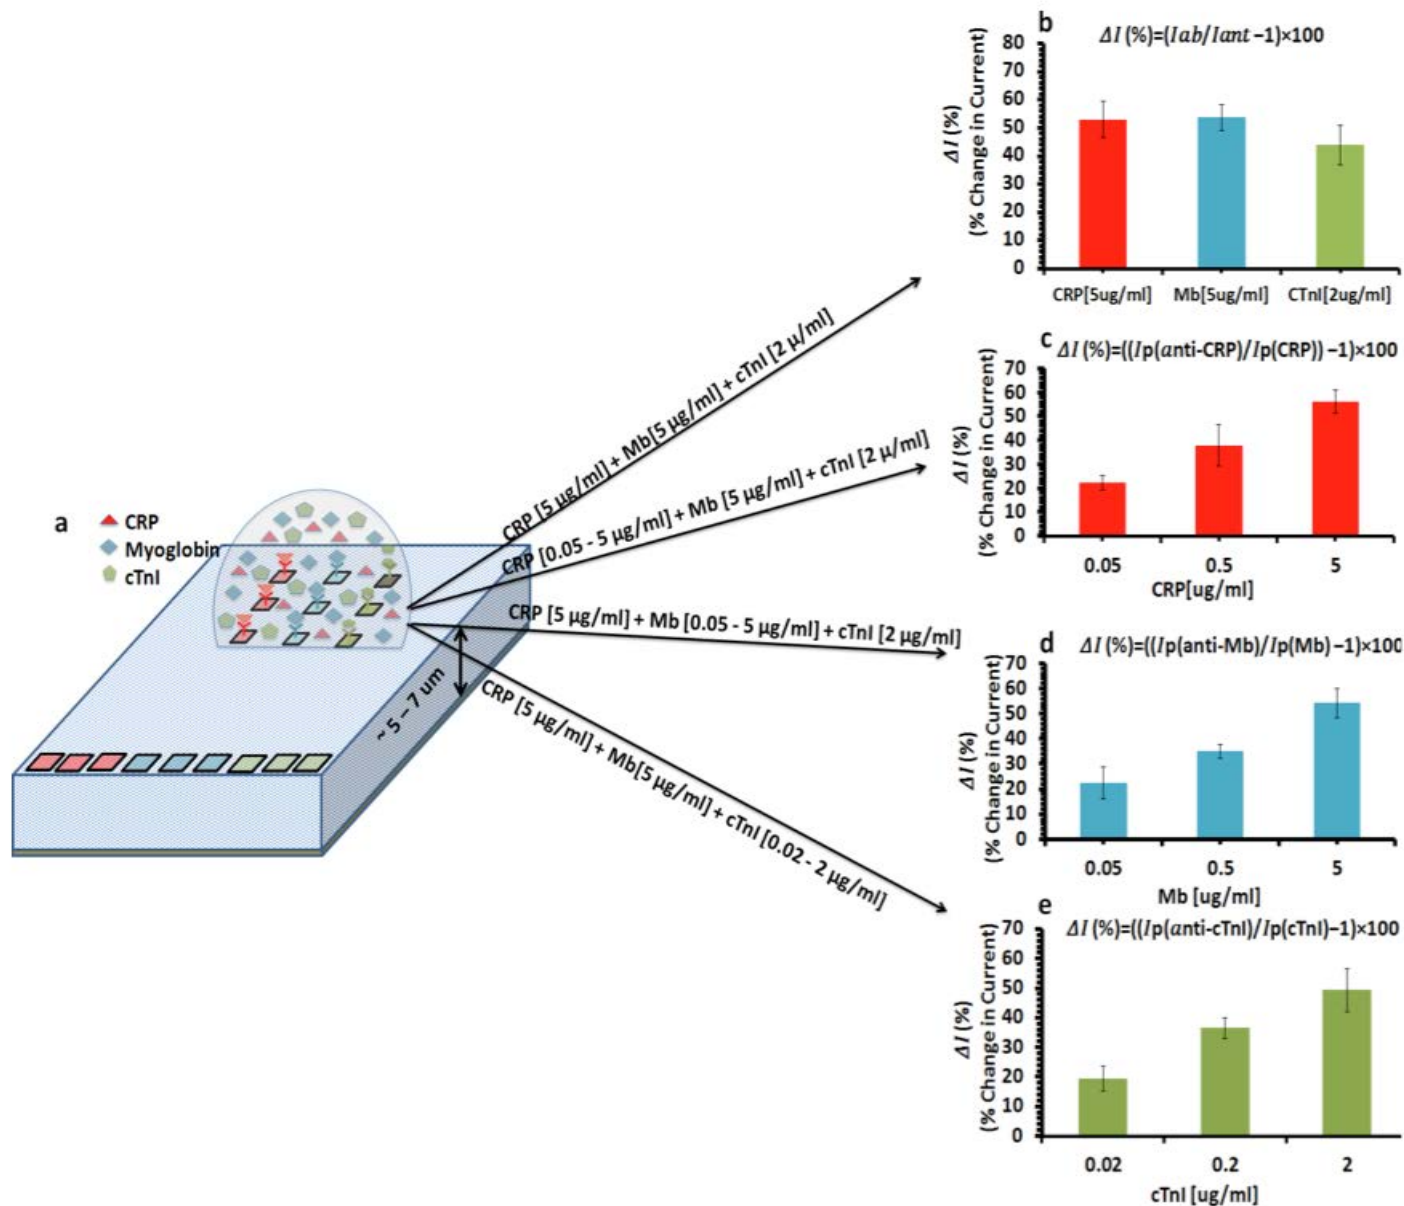 a
CRP
Myoglobin
cTnI
CRP [5 µg/ml] + Mb[5 µg/ml] + cTnI [2 µ/ml]
CRP [0.05 - 5 µg/ml] + Mb [5 µg/ml] + cTnI [2 µ/ml]
CRP [5 µg/ml] + Mb [0.05 - 5 µg/ml] + cTnI [2 µg/ml]
CRP [5 µg/ml] + Mb[5 µg/ml] + cTnI [0.02 - 2 µg/ml]
~ 5 – 7 um
b
ΔI (%)=(Iab/Iant –1)×100
ΔI (%)
(% Change in Current)
80
70
60
50
40
30
20
10
0
CRP[5ug/ml] Mb[5ug/ml] CTnI[2ug/ml]
c
ΔI (%)=((Ip(anti-CRP)/Ip(CRP)) –1)×100
ΔI (%)
(% Change in Current)
70
60
50
40
30
20
10
0
0.05 0.5 5
CRP[ug/ml]
d
ΔI (%)=((Ip(anti-Mb)/Ip(Mb) –1)×100
ΔI (%)
(% Change in Current)
70
60
50
40
30
20
10
0
0.05 0.5 5
Mb [ug/ml]
e
ΔI (%)=((Ip(anti-cTnI)/Ip(cTnI)–1)×100
ΔI (%)
(% Change in Current)
70
60
50
40
30
20
10
0
0.02 0.2 2
cTnI [ug/ml]